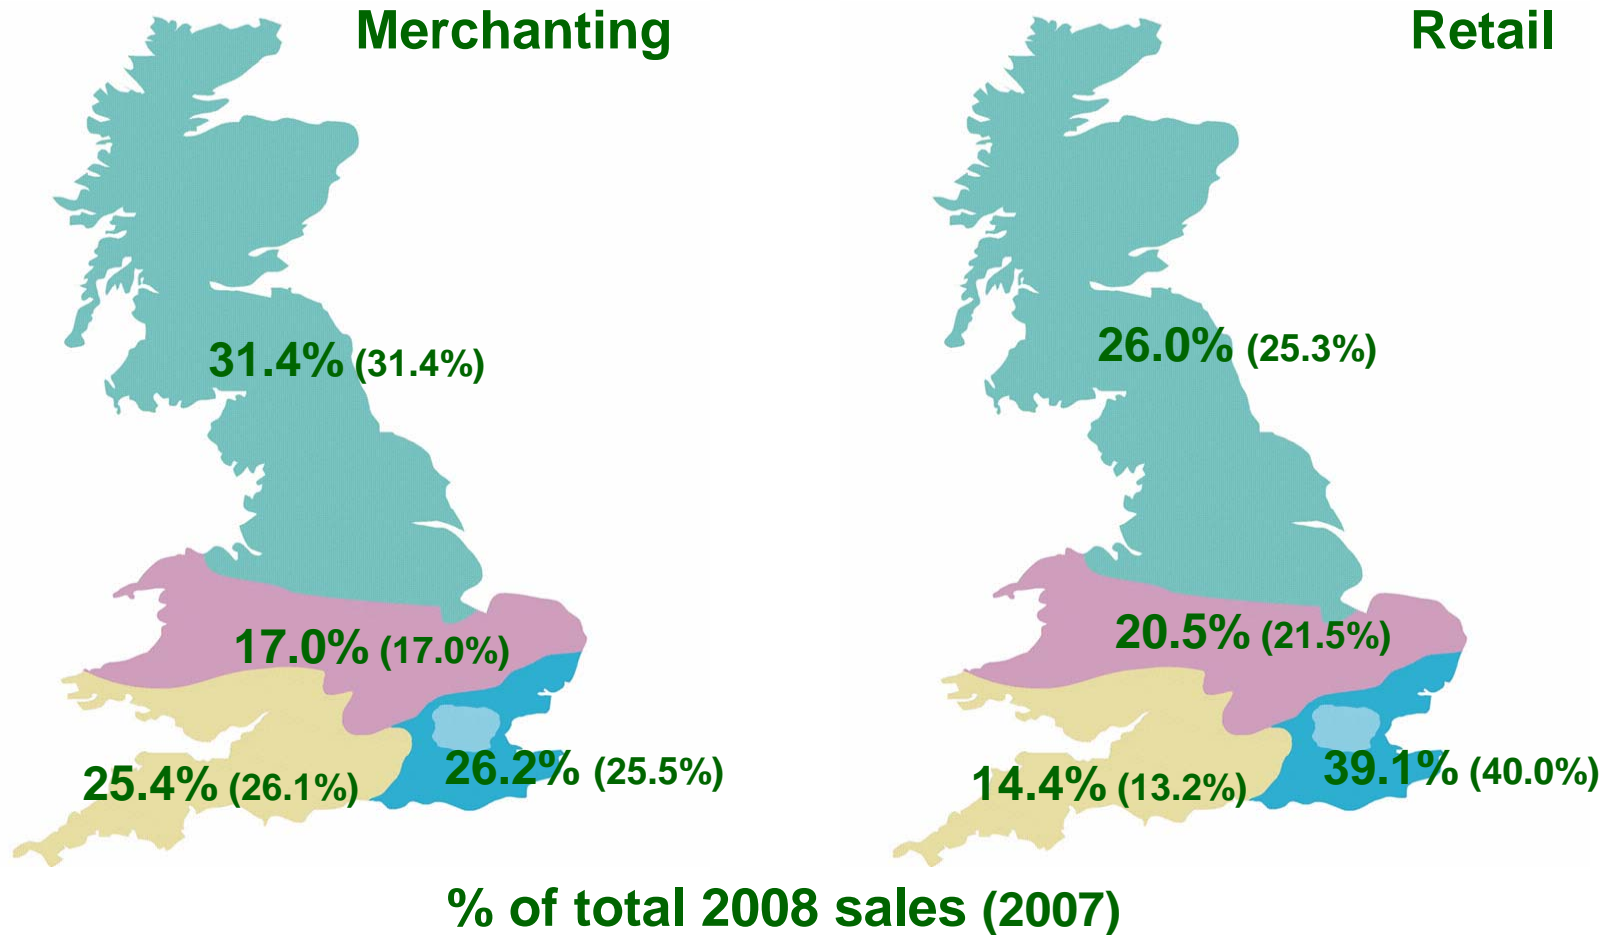 Merchanting
Retail
31.4% (31.4%)
26.0% (25.3%)
17.0% (17.0%)
20.5% (21.5%)
25.4% (26.1%)
26.2% (25.5%)
14.4% (13.2%)
39.1% (40.0%)
% of total 2008 sales (2007)